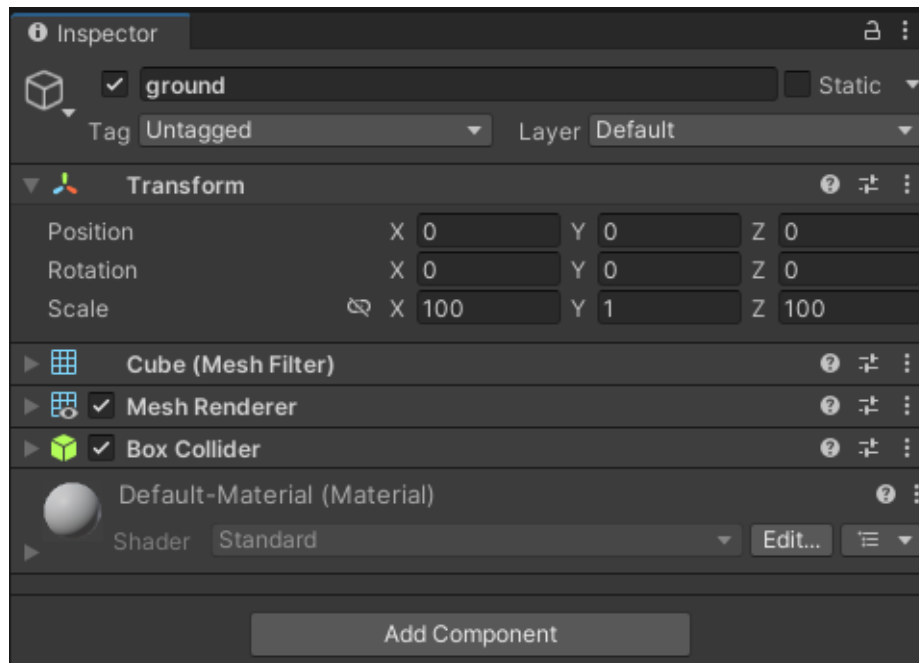 Inspector
ground Static
Tag Untagged Layer Default
Transform
Position X 0 Y 0 Z 0
Rotation X 0 Y 0 Z 0
Scale X 100 Y 1 Z 100
Cube (Mesh Filter)
Mesh Renderer
Box Collider
Default-Material (Material)
Shader Standard Edit...
Add Component